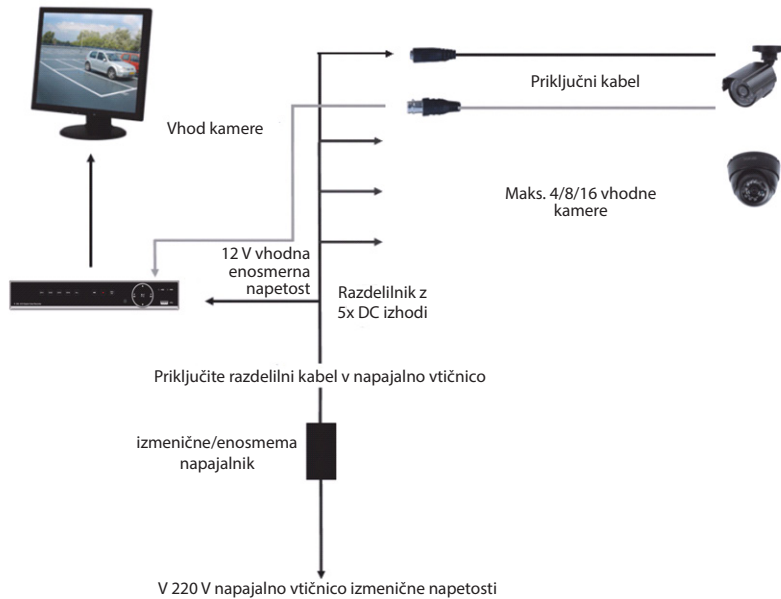 Vhod kamere
Priključni kabel
Maks. 4/8/16 vhodne
kamere
12 V vhodna
enosmerna
napetost
Razdelilnik z
5x DC izhodi
Priključite razdelilni kabel v napajalno vtičnico
izmenične/enosmema
napajalnik
V 220 V napajalno vtičnico izmenične napetosti